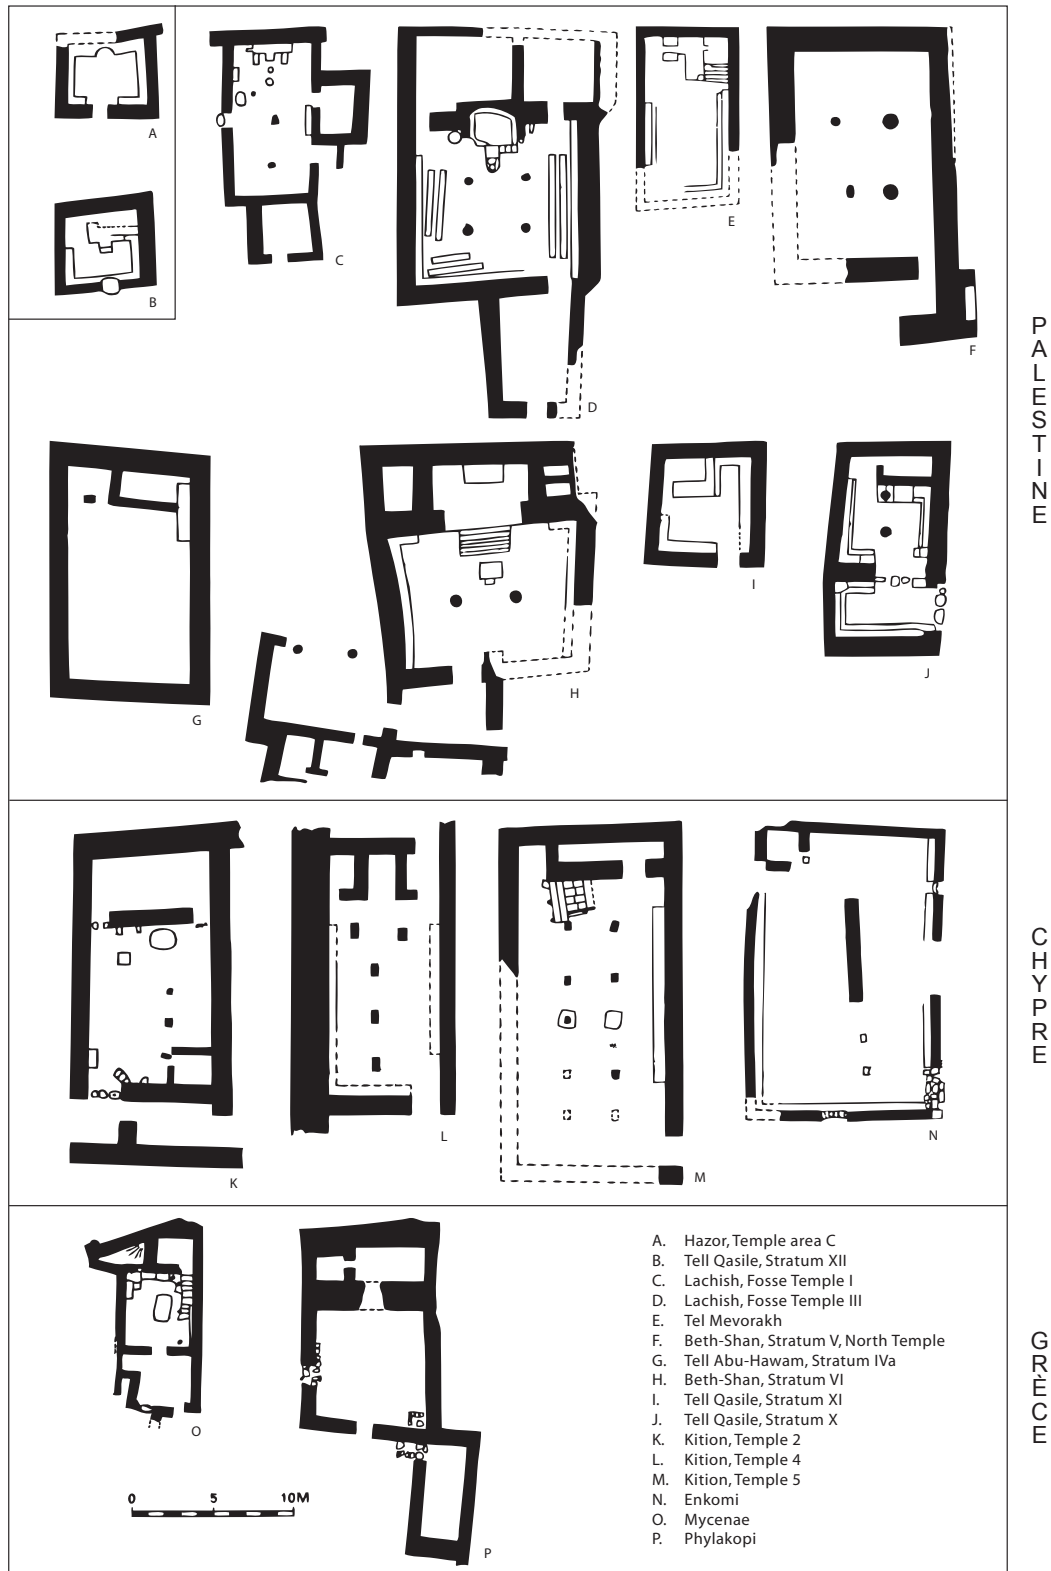 A
B
C
D
E
F
PALESTINE
G
H
I
J
K
L
M
N
CHYPRE
O
P
0 5 10M
A. Hazor, Temple area C
B. Tell Qasile, Stratum XII
C. Lachish, Fosse Temple I
D. Lachish, Fosse Temple III
E. Tel Mevorakh
F. Beth-Shan, Stratum V, North Temple
G. Tell Abu-Hawam, Stratum IVa
H. Beth-Shan, Stratum VI
I. Tell Qasile, Stratum XI
J. Tell Qasile, Stratum X
K. Kition, Temple 2
L. Kition, Temple 4
M. Kition, Temple 5
N. Enkomi
O. Mycenae
P. Phylakopi
GRÈCE